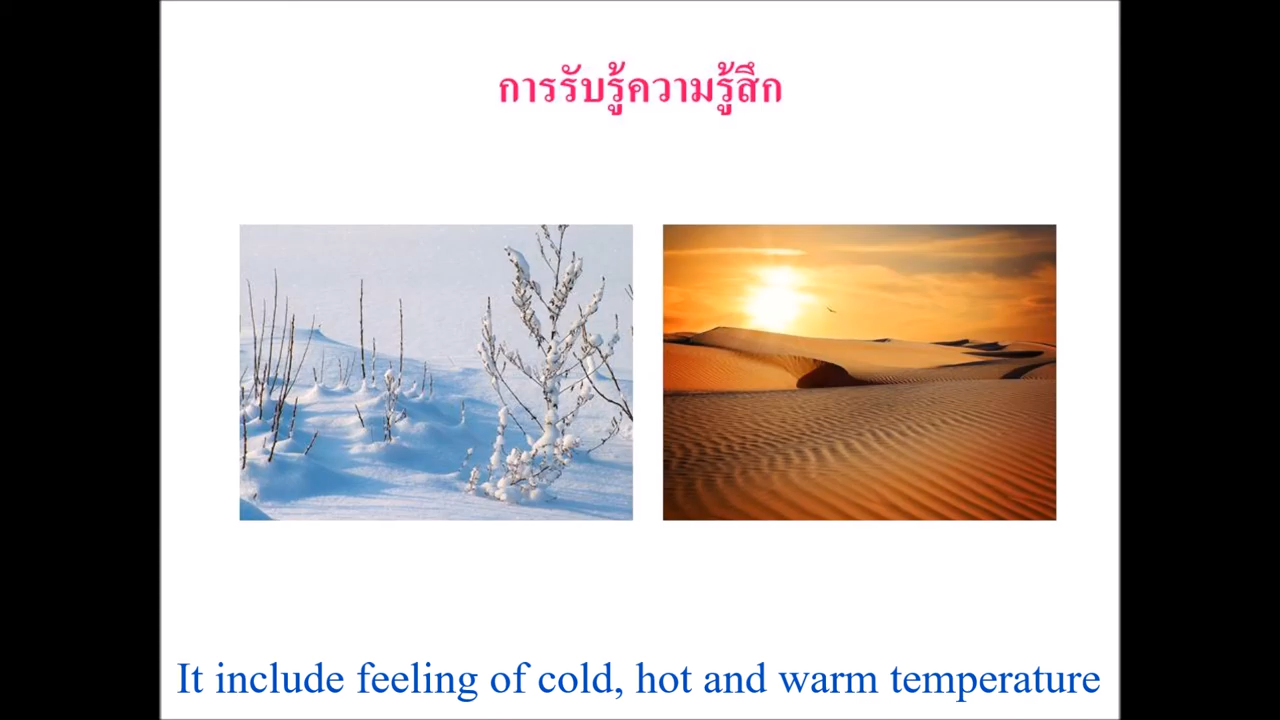 การรับรู้ความรู้สึก
It include feeling of cold, hot and warm temperature